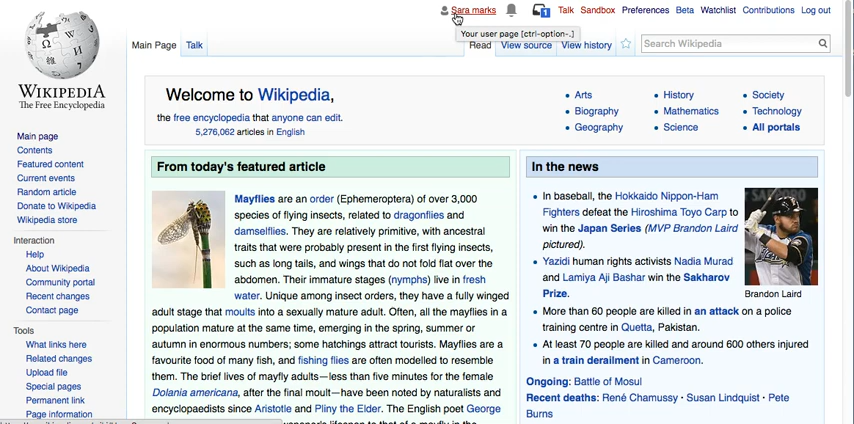 Sara marks
1
Talk Sandbox Preferences Beta Watchlist Contributions Log out
Your user page [ctrl-option-.]
Main Page Talk
Read View source View history
Search Wikipedia
WIKIPEDIA
The Free Encyclopedia
Main page
Contents
Featured content
Current events
Random article
Donate to Wikipedia
Wikipedia store
Interaction
Help
About Wikipedia
Community portal
Recent changes
Contact page
Tools
What links here
Related changes
Upload file
Special pages
Permanent link
Page information
Welcome to Wikipedia,
the free encyclopedia that anyone can edit.
5,276,062 articles in English
Arts
Biography
Geography
History
Mathematics
Science
Society
Technology
All portals
From today's featured article
Mayflies are an order (Ephemeroptera) of over 3,000
species of flying insects, related to dragonflies and
damselflies. They are relatively primitive, with ancestral
traits that were probably present in the first flying insects,
such as long tails, and wings that do not fold flat over the
abdomen. Their immature stages (nymphs) live in fresh
water. Unique among insect orders, they have a fully winged
adult stage that moults into a sexually mature adult. Often, all the mayflies in a
population mature at the same time, emerging in the spring, summer or
autumn in enormous numbers; some hatchings attract tourists. Mayflies are a
favourite food of many fish, and fishing flies are often modelled to resemble
them. The brief lives of mayfly adults—less than five minutes for the female
Dolania americana, after the final moult—have been noted by naturalists and
encyclopaedists since Aristotle and Pliny the Elder. The English poet George
In the news
In baseball, the Hokkaido Nippon-Ham
Fighters defeat the Hiroshima Toyo Carp to
win the Japan Series (MVP Brandon Laird
pictured).
Yazidi human rights activists Nadia Murad
and Lamiya Aji Bashar win the Sakharov
Prize.
Brandon Laird
More than 60 people are killed in an attack on a police
training centre in Quetta, Pakistan.
At least 70 people are killed and around 600 others injured
in a train derailment in Cameroon.
Ongoing: Battle of Mosul
Recent deaths: René Chamussy · Susan Lindquist · Pete
Burns